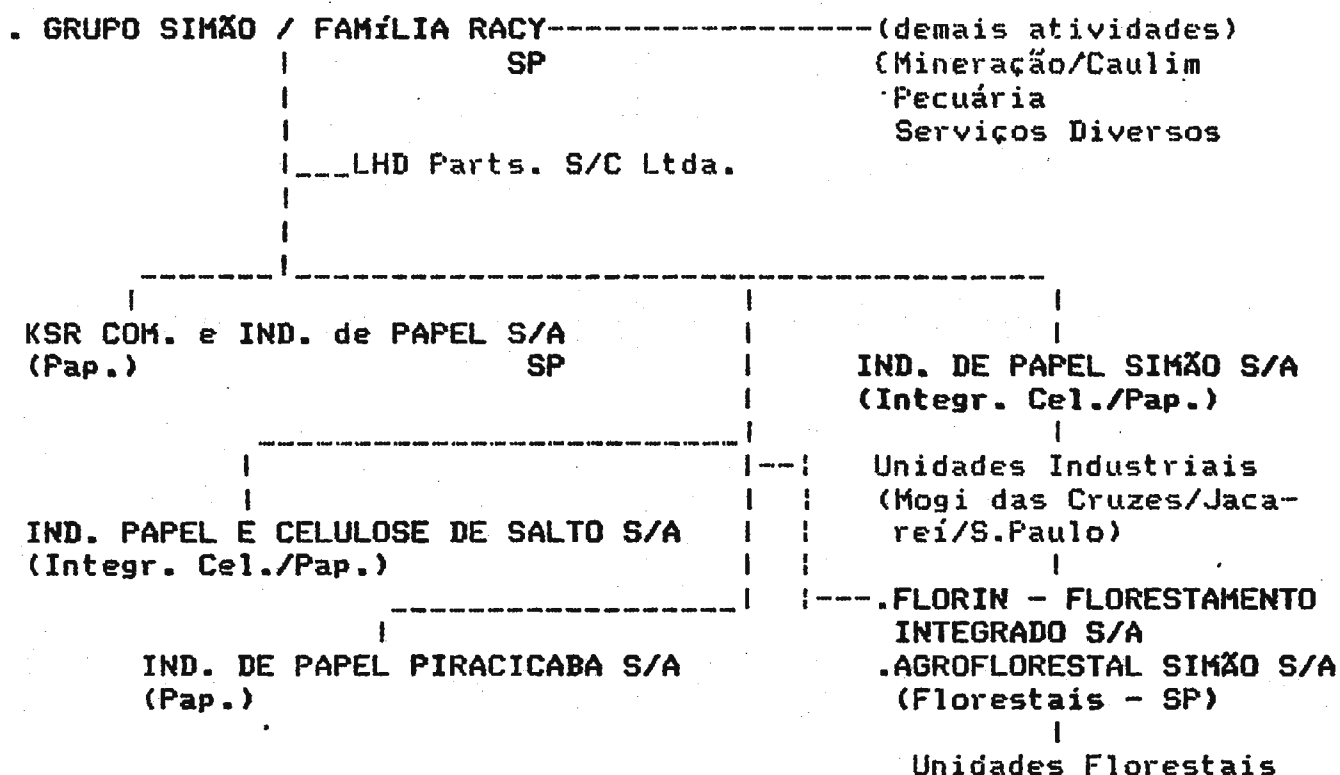 . GRUPO SIMÃO / FAMÍLIA RACY-----------------(demais atividades)
SP (Mineração/Caulim
Pecuária
Serviços Diversos
LHD Parts. S/C Ltda.
KSR COM. e IND. de PAPEL S/A
(Pap.) SP
IND. DE PAPEL SIMÃO S/A
(Integr. Cel./Pap.)
Unidades Industriais
(Mogi das Cruzes/Jaca-
reí/S.Paulo)
IND. PAPEL E CELULOSE DE SALTO S/A
(Integr. Cel./Pap.)
.FLORIN - FLORESTAMENTO
INTEGRADO S/A
IND. DE PAPEL PIRACICABA S/A
(Pap.)
.AGROFLORESTAL SIMÃO S/A
(Florestais - SP)
Unidades Florestais